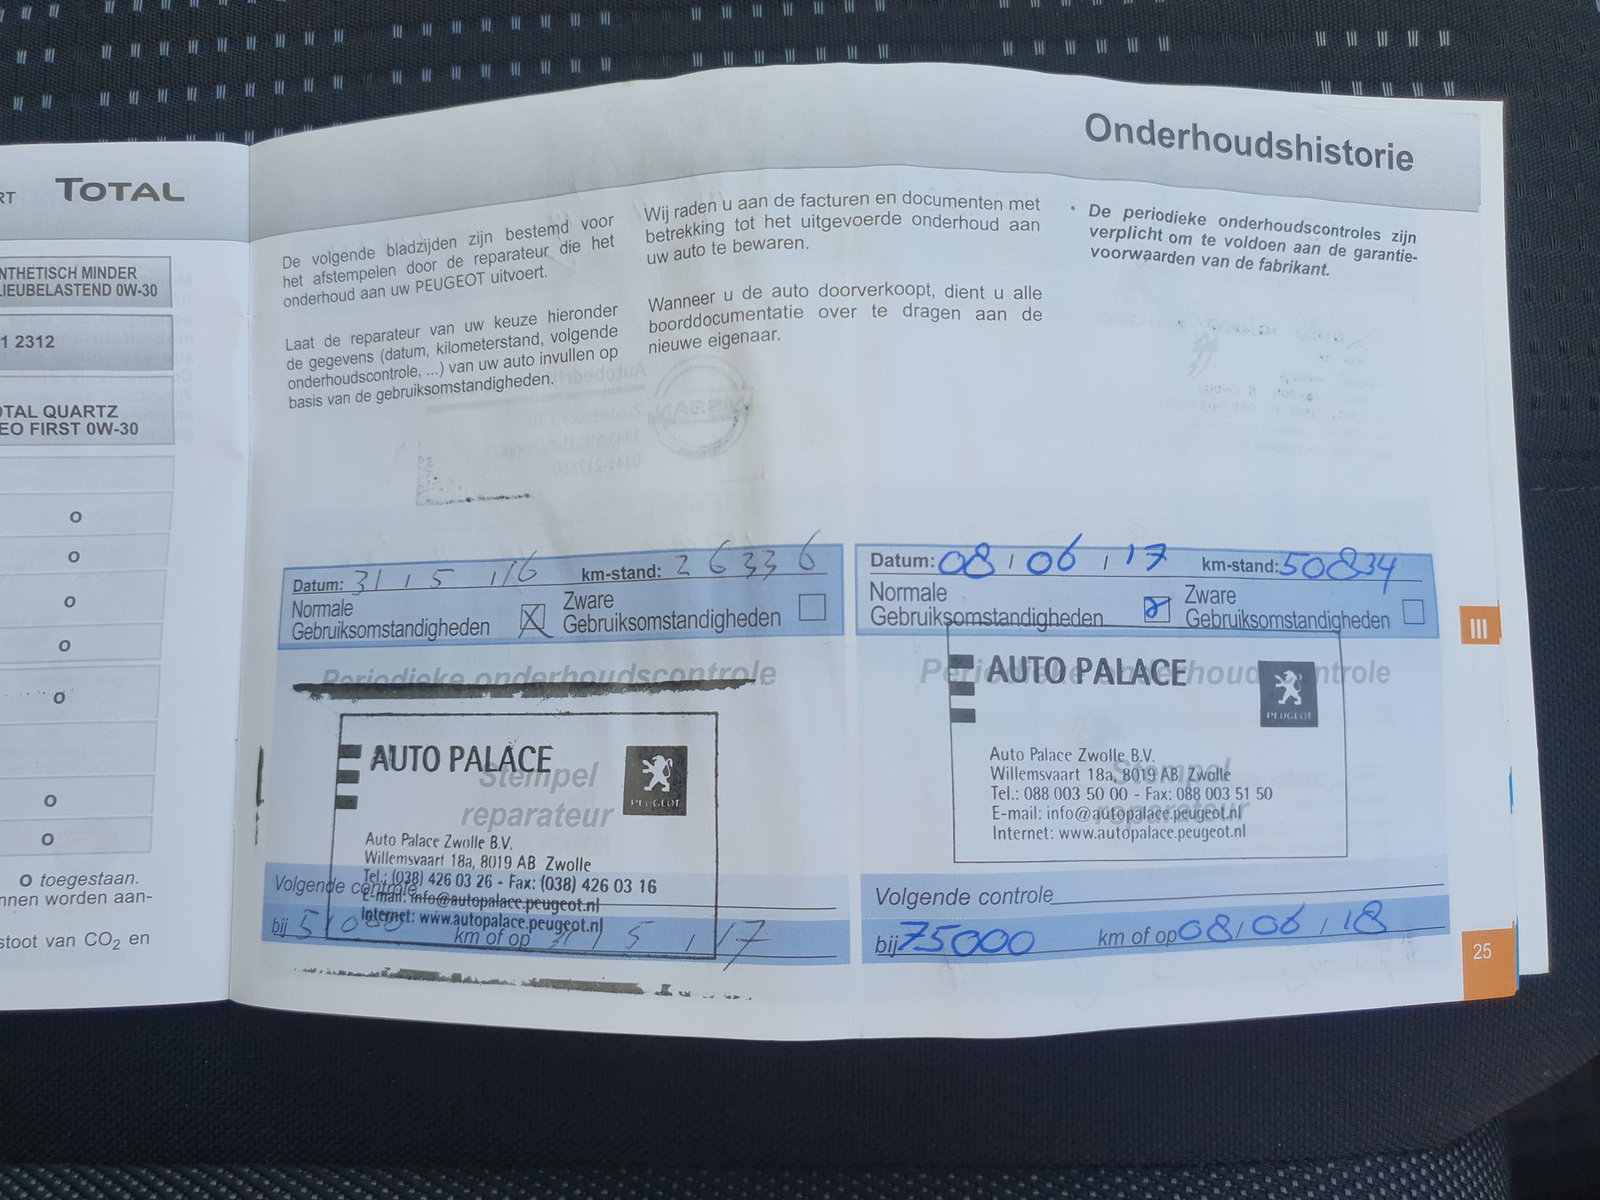 TOTAL
NTHETISCH MINDER
LIEUBELASTEND 0W-30
1 2312
OTAL QUARTZ
EO FIRST 0W-30
o
o
o
o
o
o
o
o toegestaan.
nnen worden aan-
stoot van CO2 en
Onderhoudshistorie
De volgende bladzijden zijn bestemd voor
het afstempelen door de reparateur die het
onderhoud aan uw PEUGEOT uitvoert.
Laat de reparateur van uw keuze hieronder
de gegevens (datum, kilometerstand, volgende
onderhoudscontrole, ...) van uw auto invullen op
basis van de gebruiksomstandigheden.
Wij raden u aan de facturen en documenten met
betrekking tot het uitgevoerde onderhoud aan
uw auto te bewaren.
Wanneer u de auto doorverkoopt, dient u alle
boorddocumentatie over te dragen aan de
nieuwe eigenaar.
• De periodieke onderhoudscontroles zijn
verplicht om te voldoen aan de garantie-
voorwaarden van de fabrikant.
Datum: 31 / 5 / 16 km-stand: 26336
Normale
Gebruiksomstandigheden
Zware
Gebruiksomstandigheden
Periodieke onderhoudscontrole
Stempel
reparateur
AUTO PALACE
PEUGEOT
Auto Palace Zwolle B.V.
Willemsvaart 18a, 8019 AB Zwolle
Tel.: (038) 426 03 26 - Fax: (038) 426 03 16
E-mail: info@autopalace.peugeot.nl
Internet: www.autopalace.peugeot.nl
Volgende controle
bij 51000 km of op 31 / 5 / 17
Datum: 08 / 06 / 17 km-stand: 50834
Normale
Gebruiksomstandigheden
Zware
Gebruiksomstandigheden
Periodieke onderhoudscontrole
Stempel
reparateur
AUTO PALACE
PEUGEOT
Auto Palace Zwolle B.V.
Willemsvaart 18a, 8019 AB Zwolle
Tel.: 088 003 50 00 - Fax: 088 003 51 50
E-mail: info@autopalace.peugeot.nl
Internet: www.autopalace.peugeot.nl
Volgende controle
bij 75000 km of op 08 / 06 / 18
III
25